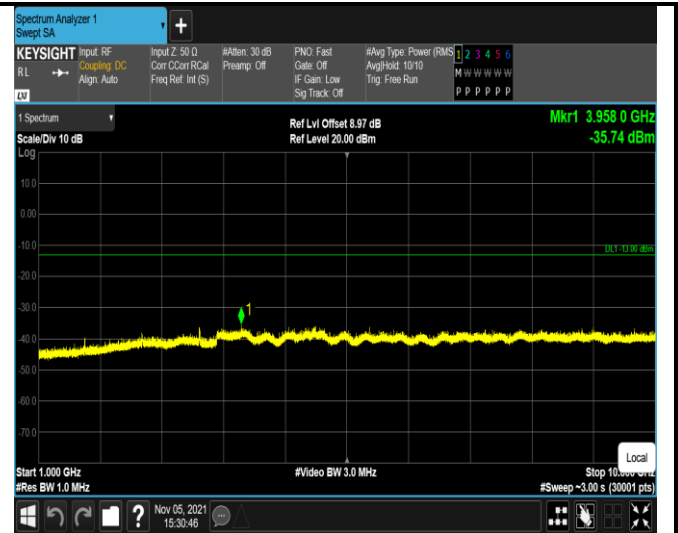 Spectrum Analyzer 1
Swept SA
+
KEYSIGHT
RL
LXI
Input: RF
Coupling: DC
Align: Auto
Input Z: 50 Ω
Corr CCorr RCal
Freq Ref: Int (S)
#Atten: 30 dB
Preamp: Off
PNO: Fast
Gate: Off
IF Gain: Low
Sig Track: Off
#Avg Type: Power (RMS
Avg|Hold: 10/10
Trig: Free Run
1 2 3 4 5 6
M W W W W W
P P P P P P
1 Spectrum
Scale/Div 10 dB
Log
Ref Lvl Offset 8.97 dB
Ref Level 20.00 dBm
Mkr1 3.958 0 GHz
-35.74 dBm
10.0
0.00
-10.0
DL1 -13.00 dBm
-20.0
-30.0
1
-40.0
-50.0
-60.0
-70.0
Local
Start 1.000 GHz
#Video BW 3.0 MHz
Stop 10.
#Res BW 1.0 MHz
#Sweep ~3.00 s (30001 pts)
?
Nov 05, 2021
15:30:46